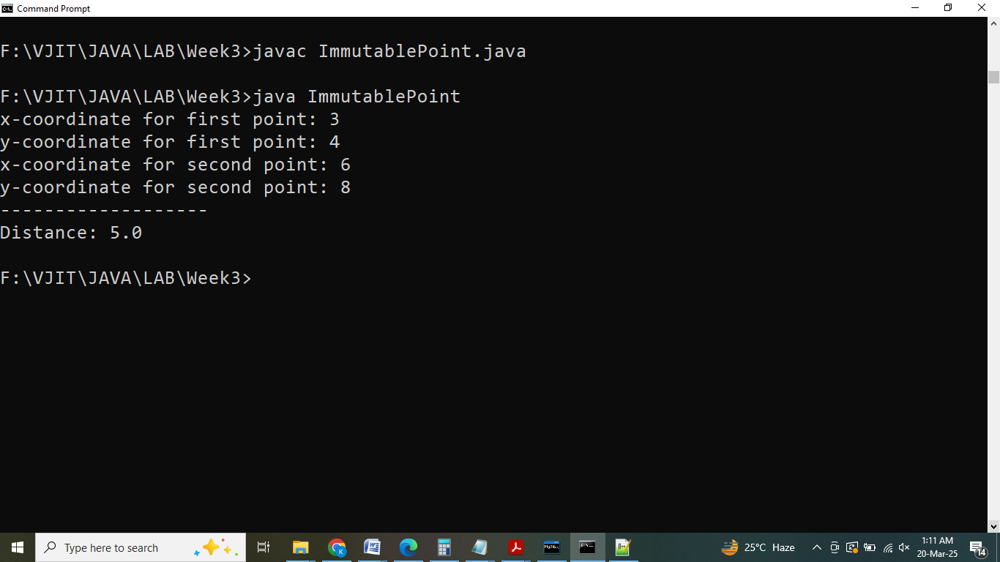 Command Prompt
F:\VJIT\JAVA\LAB\Week3>javac ImmutablePoint.java
F:\VJIT\JAVA\LAB\Week3>java ImmutablePoint
x-coordinate for first point: 3
y-coordinate for first point: 4
x-coordinate for second point: 6
y-coordinate for second point: 8
-------------------
Distance: 5.0
F:\VJIT\JAVA\LAB\Week3>
Type here to search
25°C Haze
1:11 AM
20-Mar-25
14